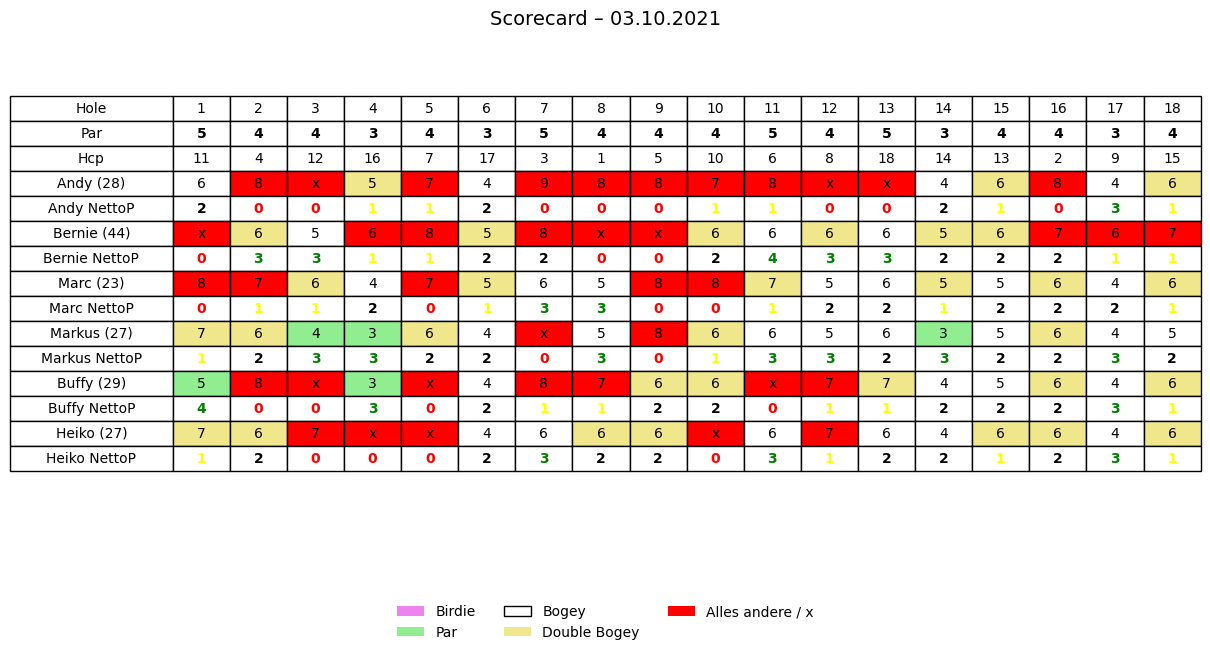 Scorecard – 03.10.2021
Hole 1 2 3 4 5 6 7 8 9 10 11 12 13 14 15 16 17 18
Par 5 4 4 3 4 3 5 4 4 4 5 4 5 3 4 4 3 4
Hcp 11 4 12 16 7 17 3 1 5 10 6 8 18 14 13 2 9 15
Andy (28) 6 8 x 5 7 4 9 8 8 7 8 x x 4 6 8 4 6
Andy NettoP 2 0 0 1 1 2 0 0 0 1 1 0 0 2 1 0 3 1
Bernie (44) x 6 5 6 8 5 8 x x 6 6 6 6 5 6 7 6 7
Bernie NettoP 0 3 3 1 1 2 2 0 0 2 4 3 3 2 2 2 1 1
Marc (23) 8 7 6 4 7 5 6 5 8 8 7 5 6 5 5 6 4 6
Marc NettoP 0 1 1 2 0 1 3 3 0 0 1 2 2 1 2 2 2 1
Markus (27) 7 6 4 3 6 4 x 5 8 6 6 5 6 3 5 6 4 5
Markus NettoP 1 2 3 3 2 2 0 3 0 1 3 3 2 3 2 2 3 2
Buffy (29) 5 8 x 3 x 4 8 7 6 6 x 7 7 4 5 6 4 6
Buffy NettoP 4 0 0 3 0 2 1 1 2 2 0 1 1 2 2 2 3 1
Heiko (27) 7 6 7 x x 4 6 6 6 x 6 7 6 4 6 6 4 6
Heiko NettoP 1 2 0 0 0 2 3 2 2 0 3 1 2 2 1 2 3 1
Birdie Bogey Alles andere / x
Par Double Bogey